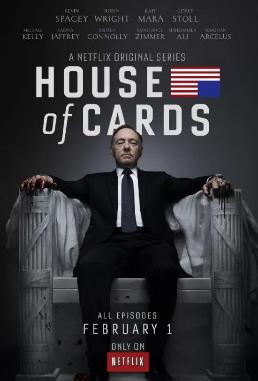 KEVIN ROBIN KATE COREY
SPACEY WRIGHT MARA STOLL
MICHAEL SAKINA KRISTEN CONSTANCE MAHERSHALA SEBASTIAN
KELLY JAFFREY CONNOLLY ZIMMER ALI ARCELUS
A NETFLIX ORIGINAL SERIES
HOUSE
of CARDS
ALL EPISODES
FEBRUARY 1
ONLY ON
NETFLIX